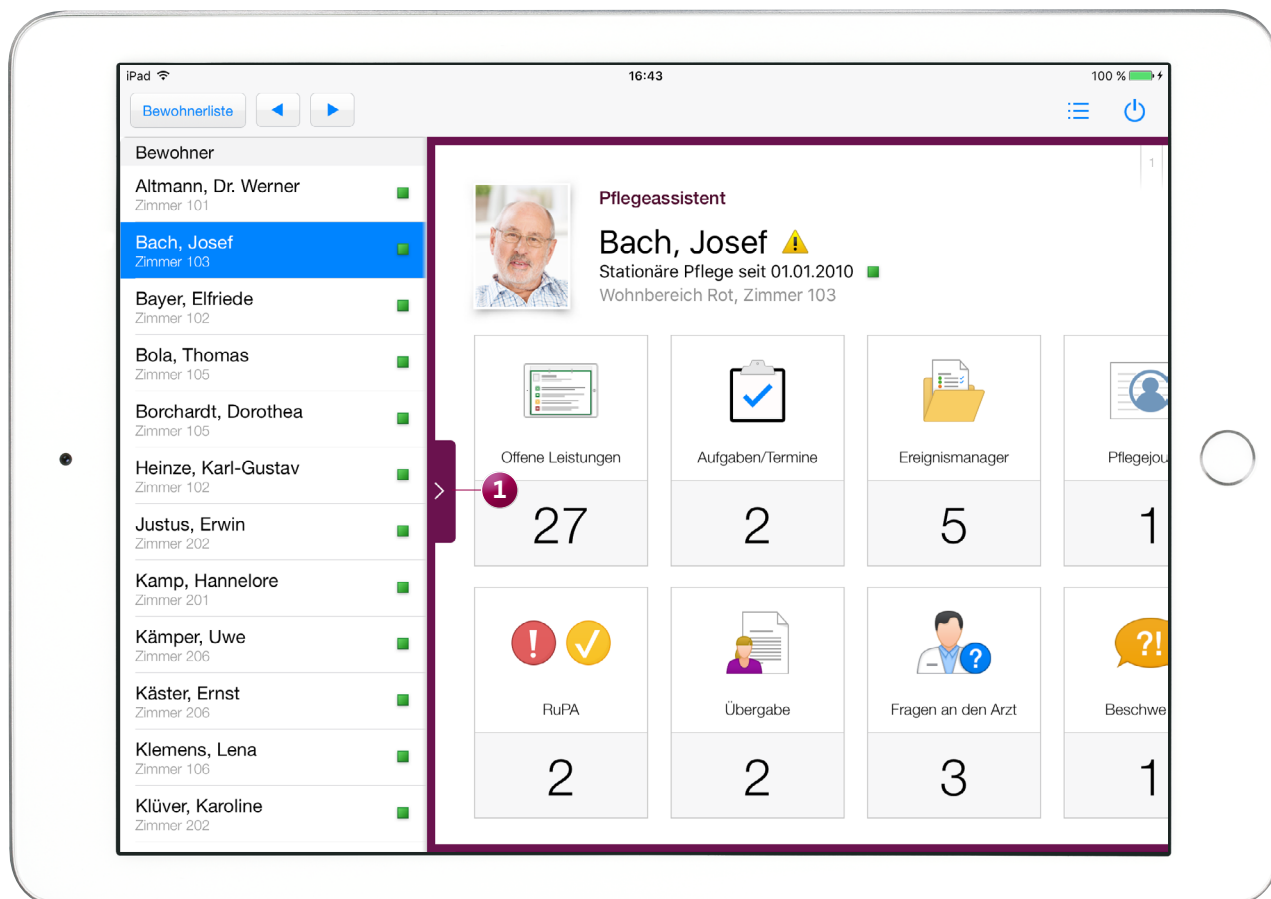 iPad
16:43
100 %
Bewohnerliste
Bewohner
Altmann, Dr. Werner
Zimmer 101
Bach, Josef
Zimmer 103
Bayer, Elfriede
Zimmer 102
Bola, Thomas
Zimmer 105
Borchardt, Dorothea
Zimmer 105
Heinze, Karl-Gustav
Zimmer 102
Justus, Erwin
Zimmer 202
Kamp, Hannelore
Zimmer 201
Kämper, Uwe
Zimmer 206
Käster, Ernst
Zimmer 206
Klemens, Lena
Zimmer 106
Klüver, Karoline
Zimmer 202
1
Pflegeassistent
Bach, Josef
Stationäre Pflege seit 01.01.2010
Wohnbereich Rot, Zimmer 103
1
Offene Leistungen
27
Aufgaben/Termine
2
Ereignismanager
5
Pflegejou
1
RuPA
2
Übergabe
2
Fragen an den Arzt
?
3
?!
Beschwe
1